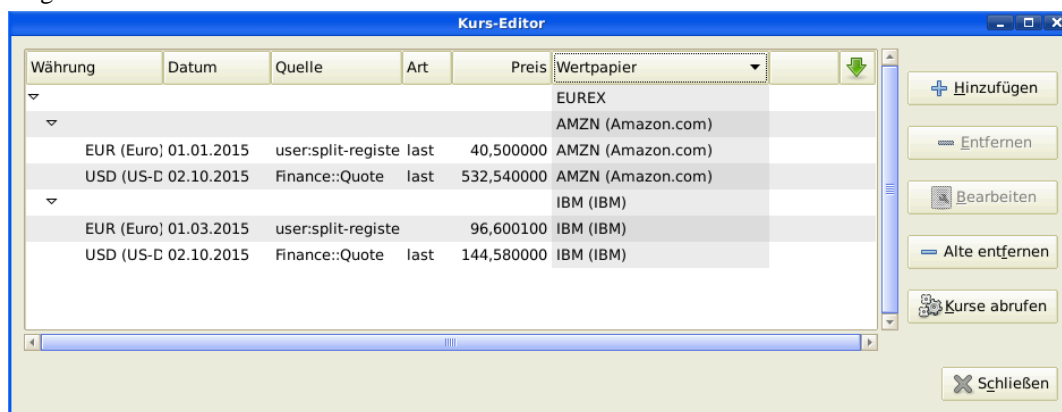 Kurs-Editor
Währung Datum Quelle Art Preis Wertpapier
EUREX
AMZN (Amazon.com)
EUR (Euro) 01.01.2015 user:split-registe last 40,500000 AMZN (Amazon.com)
USD (US-D 02.10.2015 Finance::Quote last 532,540000 AMZN (Amazon.com)
IBM (IBM)
EUR (Euro) 01.03.2015 user:split-registe 96,600100 IBM (IBM)
USD (US-D 02.10.2015 Finance::Quote last 144,580000 IBM (IBM)
Hinzufügen
Entfernen
Bearbeiten
Alte entfernen
Kurse abrufen
Schließen